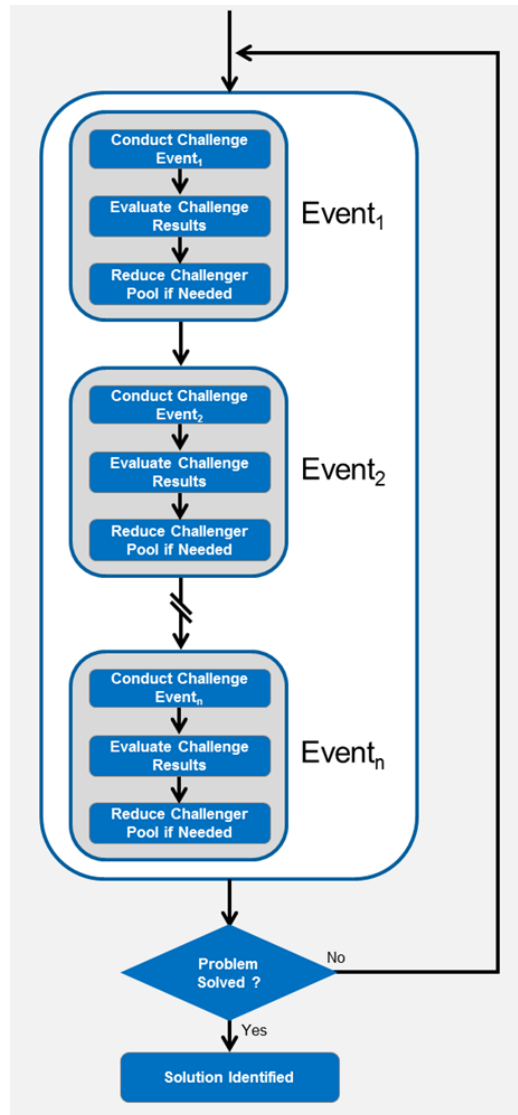 Conduct Challenge
Event₁
Evaluate Challenge
Results
Reduce Challenger
Pool if Needed
Event₁
Conduct Challenge
Event₂
Evaluate Challenge
Results
Reduce Challenger
Pool if Needed
Event₂
Conduct Challenge
Eventₙ
Evaluate Challenge
Results
Reduce Challenger
Pool if Needed
Eventₙ
Problem
Solved ?
No
Yes
Solution Identified